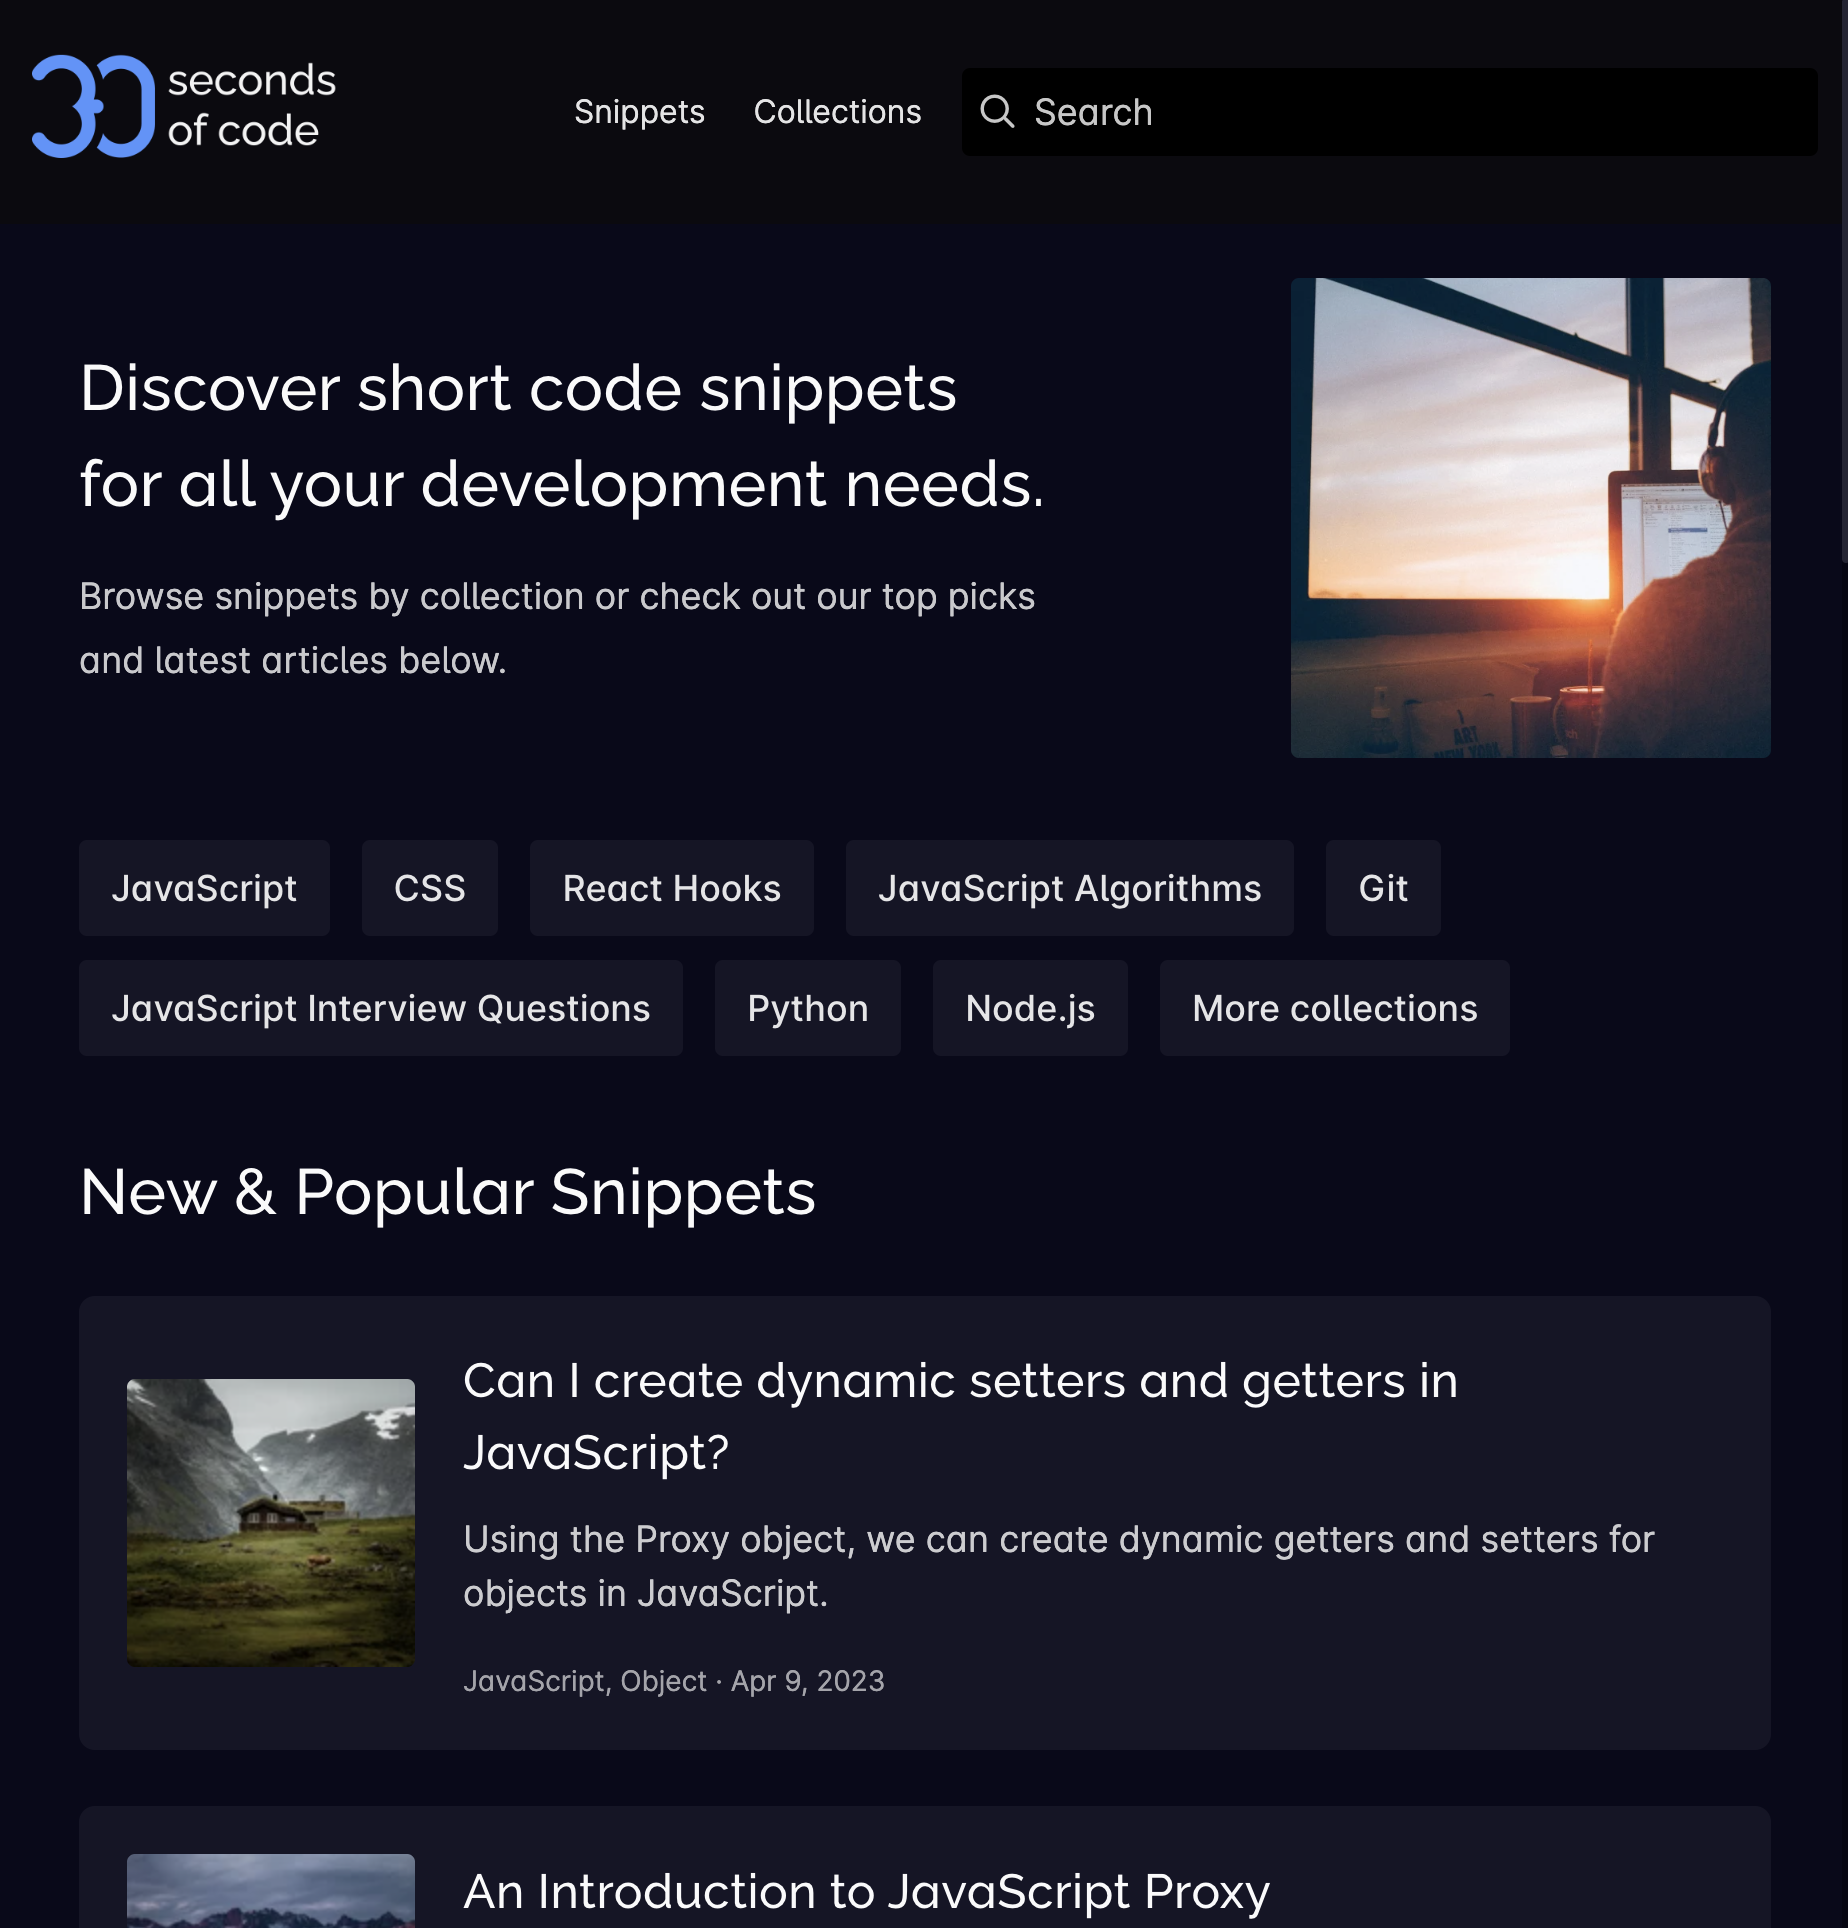 30 seconds
of code
Snippets
Collections
Search
Discover short code snippets
for all your development needs.
Browse snippets by collection or check out our top picks
and latest articles below.
ART
NEW YORK
JavaScript
CSS
React Hooks
JavaScript Algorithms
Git
JavaScript Interview Questions
Python
Node.js
More collections
New & Popular Snippets
Can I create dynamic setters and getters in
JavaScript?
Using the Proxy object, we can create dynamic getters and setters for
objects in JavaScript.
JavaScript, Object · Apr 9, 2023
An Introduction to JavaScript Proxy